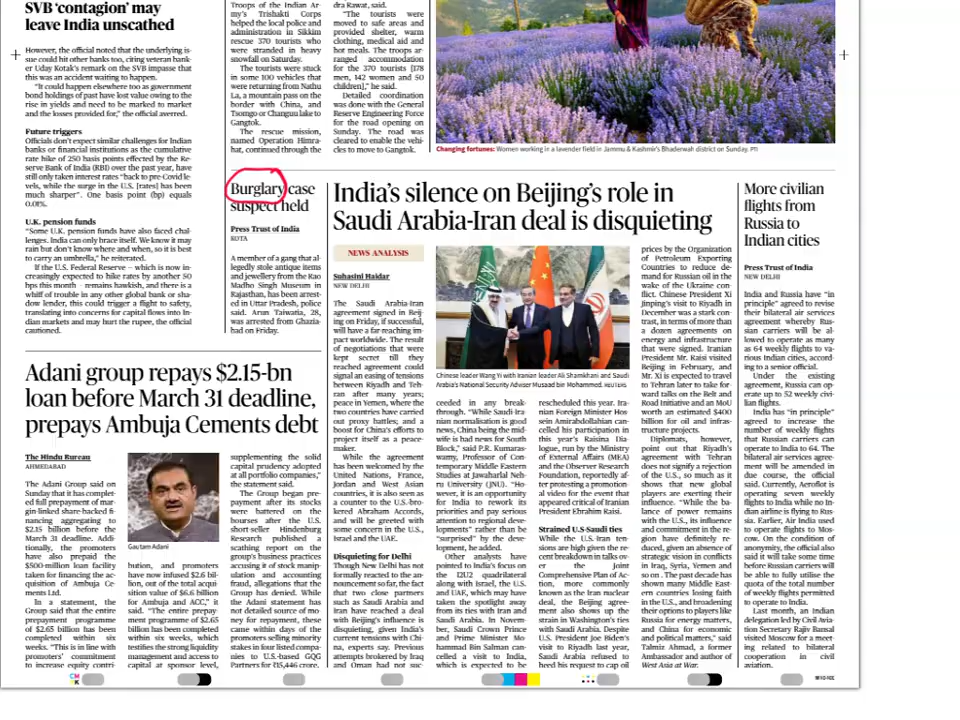 SVB ‘contagion’ may
leave India unscathed
However, the official noted that the underlying is-
sue could hit other banks too, citing veteran bank-
er Uday Kotak's remark on the SVB impasse that
this was an accident waiting to happen.
“It could happen elsewhere too as government
bond holdings of past have lost value owing to the
rise in yields and need to be marked to market
and the losses provided for,” the official averred.
Future triggers
Officials don't expect similar challenges for Indian
banks or financial institutions as the cumulative
rate hike of 250 basis points effected by the Re-
serve Bank of India (RBI) over the past year, have
still only taken interest rates “back to pre-Covid le-
vels, while the surge in the U.S. [rates] has been
much sharper”. One basis point (bp) equals
0.01%.
U.K. pension funds
“Some U.K. pension funds have also faced chal-
lenges. India can only brace itself. We know it may
rain but don't know where and when, so it is best
to carry an umbrella,” he reiterated.
If the U.S. Federal Reserve – which is now in-
creasingly expected to hike rates by another 50
bps this month – remains hawkish, and there is a
whiff of trouble in any other global bank or sha-
dow lender, this could trigger a flight to safety,
translating into concerns for capital flows into In-
dian markets and may hurt the rupee, the official
cautioned.
Troops of the Indian Ar-
my's Trishakti Corps
helped the local police and
administration in Sikkim
rescue 370 tourists who
were stranded in heavy
snowfall on Saturday.
The tourists were stuck
in some 100 vehicles that
were returning from Nathu
La, a mountain pass on the
border with China, and
Tsomgo or Changgu lake to
Gangtok.
The rescue mission,
named Operation Himra-
hat, continued through the
dra Rawat, said.
“The tourists were
moved to safe areas and
provided shelter, warm
clothing, medical aid and
hot meals. The troops ar-
ranged accommodation
for the 370 tourists [178
men, 142 women and 50
children],” he said.
Detailed coordination
was done with the General
Reserve Engineering Force
for the road opening on
Sunday. The road was
cleared to enable the vehi-
cles to move to Gangtok.
Changing fortunes: Women working in a lavender field in Jammu & Kashmir's Bhaderwah district on Sunday. PTI
Burglary case
suspect held
Press Trust of India
KOTA
A member of a gang that al-
legedly stole antique items
and jewellery from the Rao
Madho Singh Museum in
Rajasthan, has been arrest-
ed in Uttar Pradesh, police
said. Arun Taiwatia, 28,
was arrested from Ghazia-
bad on Friday.
India's silence on Beijing's role in
Saudi Arabia-Iran deal is disquieting
NEWS ANALYSIS
Suhasini Haidar
NEW DELHI
The Saudi Arabia-Iran
agreement signed in Beij-
ing on Friday, if successful,
will have a far reaching im-
pact worldwide. The result
of negotiations that were
kept secret till they
reached agreement could
signal an easing of tensions
between Riyadh and Teh-
ran after many years;
peace in Yemen, where the
two countries have carried
out proxy battles; and a
boost for China's efforts to
project itself as a peace-
maker.
While the agreement
has been welcomed by the
United Nations, France,
Jordan and West Asian
countries, it is also seen as
a counter to the U.S.-bro-
kered Abraham Accords,
and will be greeted with
some concern in the U.S.,
Israel and the UAE.
Disquieting for Delhi
Though New Delhi has not
formally reacted to the an-
nouncement so far, the fact
that two close partners
such as Saudi Arabia and
Iran have reached a deal
with Beijing's influence is
disquieting, given India's
current tensions with Chi-
na, experts say. Previous
attempts brokered by Iraq
and Oman had not suc-
Chinese leader Wang Yi with Iranian leader Ali Shamkhani and Saudi
Arabia's National Security Adviser Musaad bin Mohammed. REUTERS
ceeded in any break-
through. “While Saudi-Ira-
nian normalisation is good
news, China being the mid-
wife is bad news for South
Block,” said P.R. Kumaras-
wamy, Professor of Con-
temporary Middle Eastern
Studies at Jawaharlal Neh-
ru University (JNU). “How-
ever, it is an opportunity
for India to rework its
priorities and pay serious
attention to regional deve-
lopments” rather than be
“surprised” by the deve-
lopment, he added.
Other analysts have
pointed to India's focus on
the I2U2 quadrilateral
along with Israel, the U.S.
and UAE, which may have
taken the spotlight away
from its ties with Iran and
Saudi Arabia. In Novem-
ber, Saudi Crown Prince
and Prime Minister Mo-
hammad Bin Salman can-
celled a visit to India,
which is expected to be
rescheduled this year. Ira-
nian Foreign Minister Hos-
sein Amirabdollahian can-
celled his participation in
this year's Raisina Dia-
logue, run by the Ministry
of External Affairs (MEA)
and the Observer Research
Foundation, reportedly af-
ter protesting a promotion-
al video for the event that
appeared critical of Iranian
President Ebrahim Raisi.
Strained U.S-Saudi ties
While the U.S.-Iran ten-
sions are high given the re-
cent breakdown in talks ov-
er the Joint
Comprehensive Plan of Ac-
tion, more commonly
known as the Iranian nuclear
deal, the Beijing agree-
ment also shows up the
strain in Washington's ties
with Saudi Arabia. Despite
U.S. President Joe Biden's
visit to Riyadh last year,
Saudi Arabia refused to
heed his request to cap oil
prices by the Organization
of Petroleum Exporting
Countries to reduce de-
mand for Russian oil in the
wake of the Ukraine con-
flict. Chinese President Xi
Jinping's visit to Riyadh in
December was a stark con-
trast, in terms of more than
a dozen agreements on
energy and infrastructure
that were signed. Iranian
President Mr. Raisi visited
Beijing in February, and
Mr. Xi is expected to travel
to Tehran later to take for-
ward talks on the Belt and
Road Initiative and an MoU
worth an estimated $400
billion for oil and infras-
tructure projects.
Diplomats, however,
point out that Riyadh's
agreement with Tehran
does not signify a rejection
of the U.S., so much as it
shows that new global
players are exerting their
influence. “While the ba-
lance of power remains
with the U.S., its influence
and commitment in the re-
gion have definitely re-
duced, given an absence of
strategic vision in conflicts
in Iraq, Syria, Yemen and
so on . The past decade has
shown many Middle East-
ern countries losing faith
in the U.S., and broadening
their options to players like
Russia for energy matters,
and China for economic
and political matters,” said
Talmiz Ahmad, a former
Ambassador and author of
West Asia at War.
More civilian
flights from
Russia to
Indian cities
Press Trust of India
NEW DELHI
India and Russia have “in
principle” agreed to revise
their bilateral air services
agreement whereby Rus-
sian carriers will be al-
lowed to operate as many
as 64 weekly flights to va-
rious Indian cities, accord-
ing to a senior official.
Under the existing
agreement, Russia can op-
erate up to 52 weekly civi-
lian flights.
India has “in principle”
agreed to increase the
number of weekly flights
that Russian carriers can
operate to India to 64. The
bilateral air services agree-
ment will be amended in
due course, the official
said. Currently, Aeroflot is
operating seven weekly
flights to India while no In-
dian airline is flying to Rus-
sia. Earlier, Air India used
to operate flights to Mos-
cow. On the condition of
anonymity, the official also
said it will take some time
before Russian carriers will
be able to fully utilise the
quota of the total number
of weekly flights permitted
to operate to India.
Last month, an Indian
delegation led by Civil Avia-
tion Secretary Rajiv Bansal
visited Moscow for a meet-
ing related to bilateral
cooperation in civil
aviation.
Adani group repays $2.15-bn
loan before March 31 deadline,
prepays Ambuja Cements debt
The Hindu Bureau
AHMEDABAD
The Adani Group said on
Sunday that it has complet-
ed full prepayment of mar-
gin-linked share-backed fi-
nancing aggregating to
$2.15 billion before the
March 31 deadline. Addi-
tionally, the promoters
have also prepaid the
$500-million loan facility
taken for financing the ac-
quisition of Ambuja Ce-
ments Ltd.
In a statement, the
Group said that the entire
prepayment programme
of $2.65 billion has been
completed within six
weeks. “This is in line with
promoters' commitment
to increase equity contri-
Gautam Adani
bution, and promoters
have now infused $2.6 bil-
lion, out of the total acqui-
sition value of $6.6 billion
for Ambuja and ACC,” it
said. “The entire prepay-
ment programme of $2.65
billion has been completed
within six weeks, which
testifies the strong liquidity
management and access to
capital at sponsor level,
supplementing the solid
capital prudency adopted
at all portfolio companies,”
the statement said.
The Group began pre-
payment after its stocks
were battered on the
bourses after the U.S.
short-seller Hindenburg
Research published a
scathing report on the
group's business practices
accusing it of stock manip-
ulation and accounting
fraud, allegations that the
Group has denied. While
the Adani statement has
not detailed source of mo-
ney for repayment, these
came within days of the
promoters selling minority
stakes in four listed compa-
nies to U.S.-based GQG
Partners for ₹15,446 crore.
CM
K